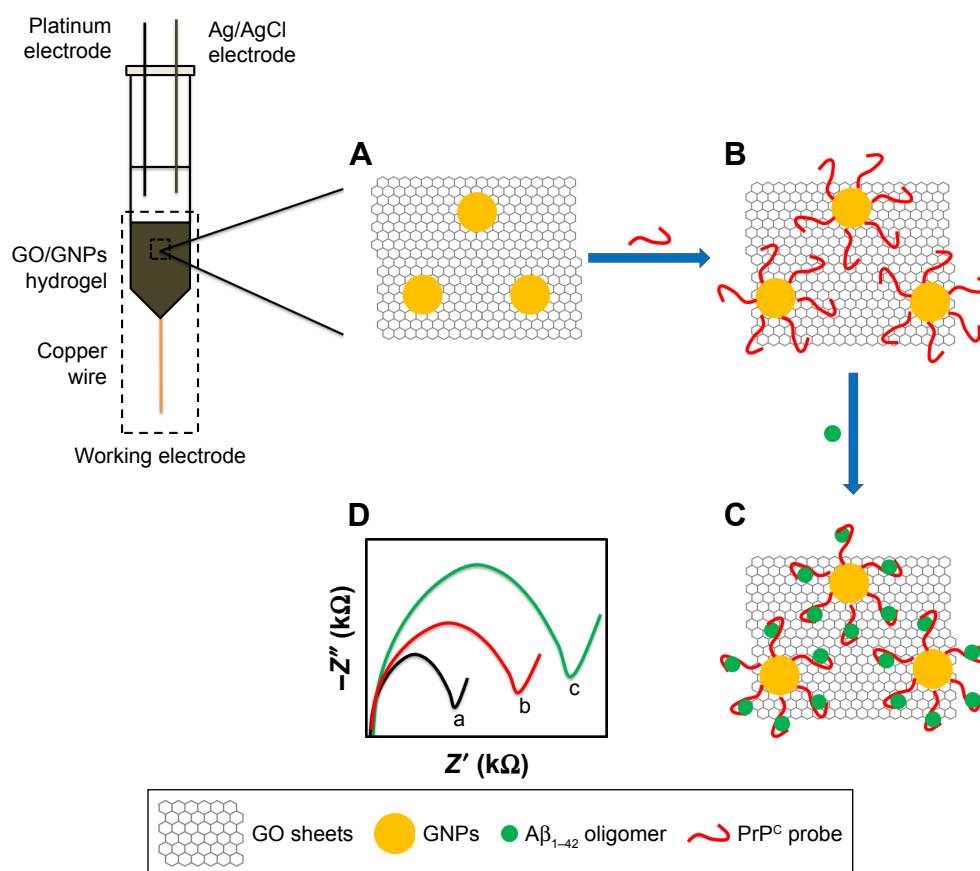 Platinum
electrode
Ag/AgCl
electrode
GO/GNPs
hydrogel
Copper
wire
Working electrode
A
B
C
D
–Z″ (kΩ)
a
b
c
Z′ (kΩ)
GO sheets
GNPs
Aβ₁₋₄₂ oligomer
PrPᶜ probe